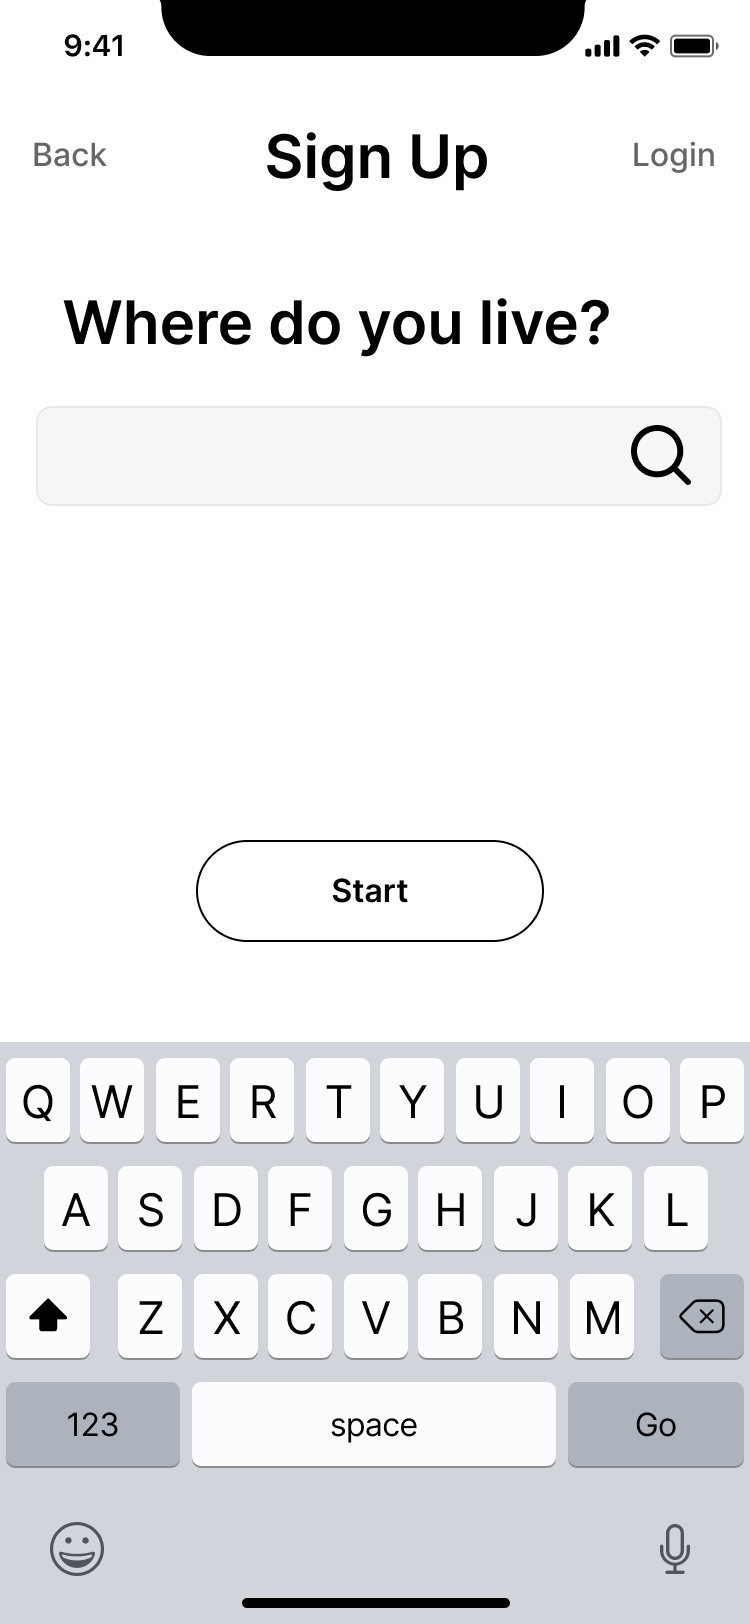 9:41
Back Sign Up Login
Where do you live?
Start
Q W E R T Y U I O P
A S D F G H J K L
Z X C V B N M
123 space Go